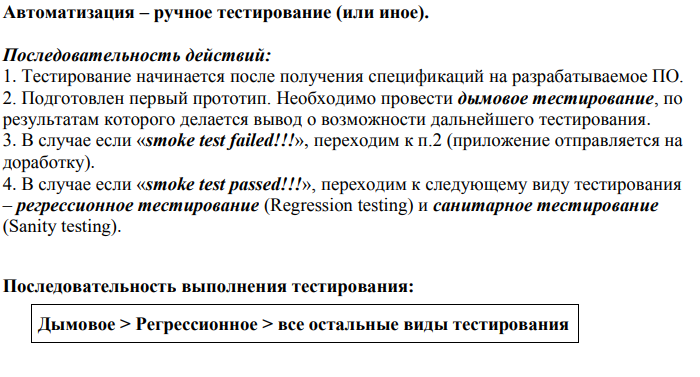 Автоматизация – ручное тестирование (или иное).
Последовательность действий:
1. Тестирование начинается после получения спецификаций на разрабатываемое ПО.
2. Подготовлен первый прототип. Необходимо провести дымовое тестирование, по
результатам которого делается вывод о возможности дальнейшего тестирования.
3. В случае если «smoke test failed!!!», переходим к п.2 (приложение отправляется на
доработку).
4. В случае если «smoke test passed!!!», переходим к следующему виду тестирования
– регрессионное тестирование (Regression testing) и санитарное тестирование
(Sanity testing).
Последовательность выполнения тестирования:
Дымовое > Регрессионное > все остальные виды тестирования